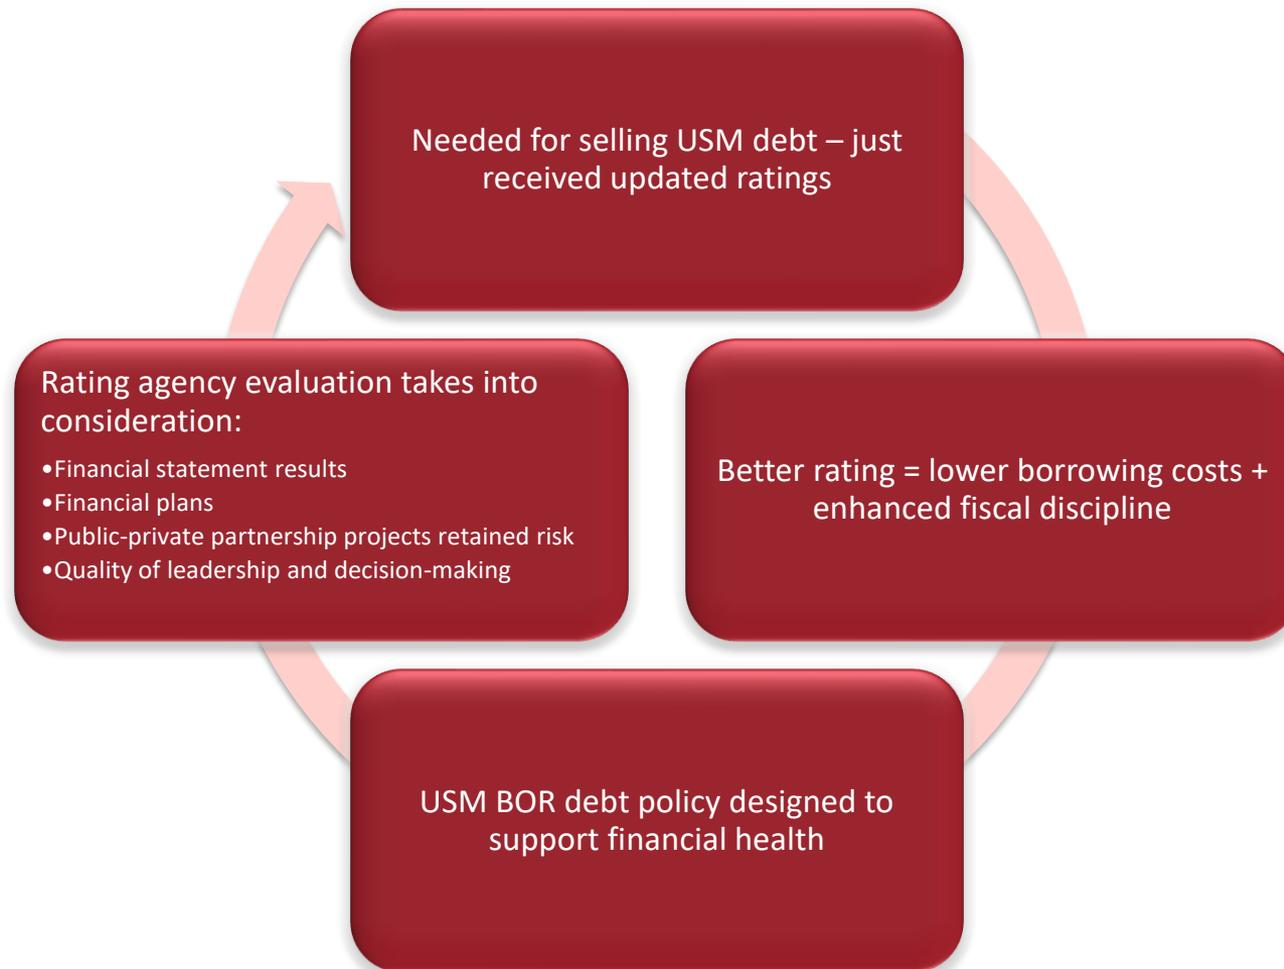 Needed for selling USM debt – just
received updated ratings
Rating agency evaluation takes into
consideration:
•Financial statement results
•Financial plans
•Public-private partnership projects retained risk
•Quality of leadership and decision-making
Better rating = lower borrowing costs +
enhanced fiscal discipline
USM BOR debt policy designed to
support financial health